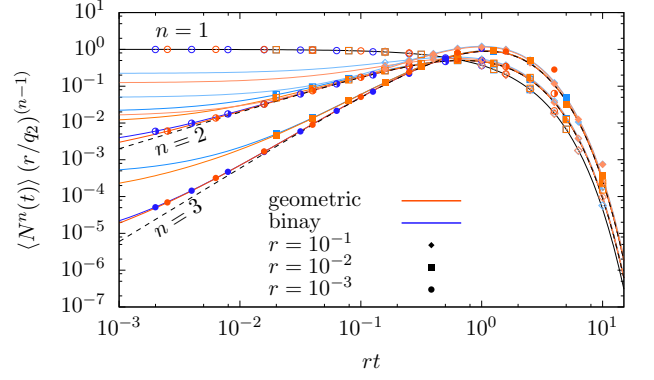 10^1
10^0
10^{-1}
10^{-2}
10^{-3}
10^{-4}
10^{-5}
10^{-6}
10^{-7}
⟨N^n(t)⟩ (r/q_2)^{(n−1)}
n = 1
n = 2
n = 3
geometric
binay
r = 10^{-1}
r = 10^{-2}
r = 10^{-3}
10^{-3} 10^{-2} 10^{-1} 10^0 10^1
rt